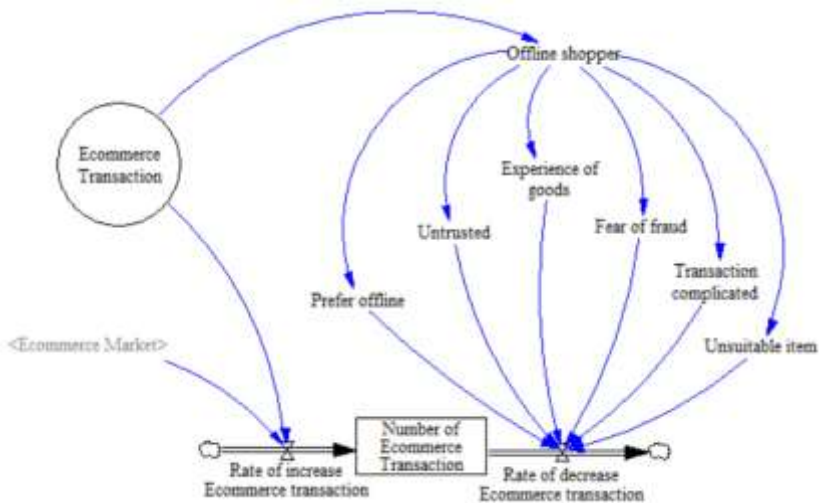 Offline shopper
Ecommerce
Transaction
Experience of
goods
Untrusted
Fear of fraud
Transaction
complicated
Prefer offline
<Ecommerce Market>
Unsuitable item
Number of
Ecommerce
Transaction
Rate of increase
Ecommerce transaction
Rate of decrease
Ecommerce transaction